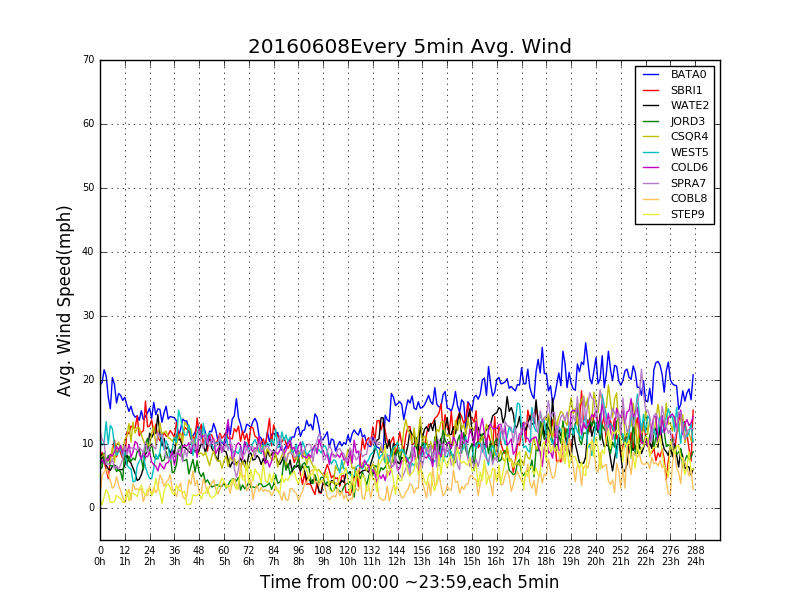 20160608Every 5min Avg. Wind
Avg. Wind Speed(mph)
70
60
50
40
30
20
10
0
BATA0
SBRI1
WATE2
JORD3
CSQR4
WEST5
COLD6
SPRA7
COBL8
STEP9
0 12 24 36 48 60 72 84 96 108 120 132 144 156 168 180 192 204 216 228 240 252 264 276 288
0h 1h 2h 3h 4h 5h 6h 7h 8h 9h 10h 11h 12h 13h 14h 15h 16h 17h 18h 19h 20h 21h 22h 23h 24h
Time from 00:00 ~23:59,each 5min